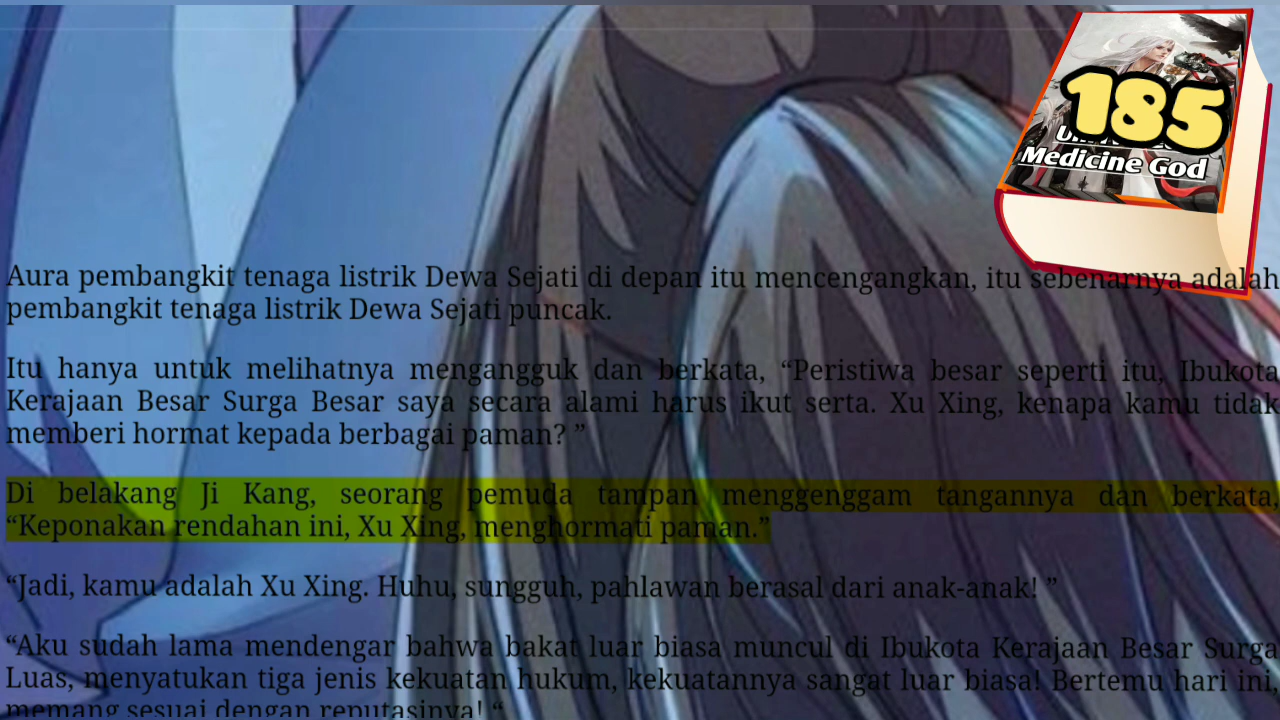 185
Medicine God
Aura pembangkit tenaga listrik Dewa Sejati di depan itu mencengangkan, itu sebenarnya adalah
pembangkit tenaga listrik Dewa Sejati puncak.
Itu hanya untuk melihatnya mengangguk dan berkata, “Peristiwa besar seperti itu, Ibukota
Kerajaan Besar Surga Besar saya secara alami harus ikut serta. Xu Xing, kenapa kamu tidak
memberi hormat kepada berbagai paman? ”
Di belakang Ji Kang, seorang pemuda tampan menggenggam tangannya dan berkata,
“Keponakan rendahan ini, Xu Xing, menghormati paman.”
“Jadi, kamu adalah Xu Xing. Huhu, sungguh, pahlawan berasal dari anak-anak! ”
“Aku sudah lama mendengar bahwa bakat luar biasa muncul di Ibukota Kerajaan Besar Surga
Luas, menyatukan tiga jenis kekuatan hukum, kekuatannya sangat luar biasa! Bertemu hari ini,
memang sesuai dengan reputasinya! “